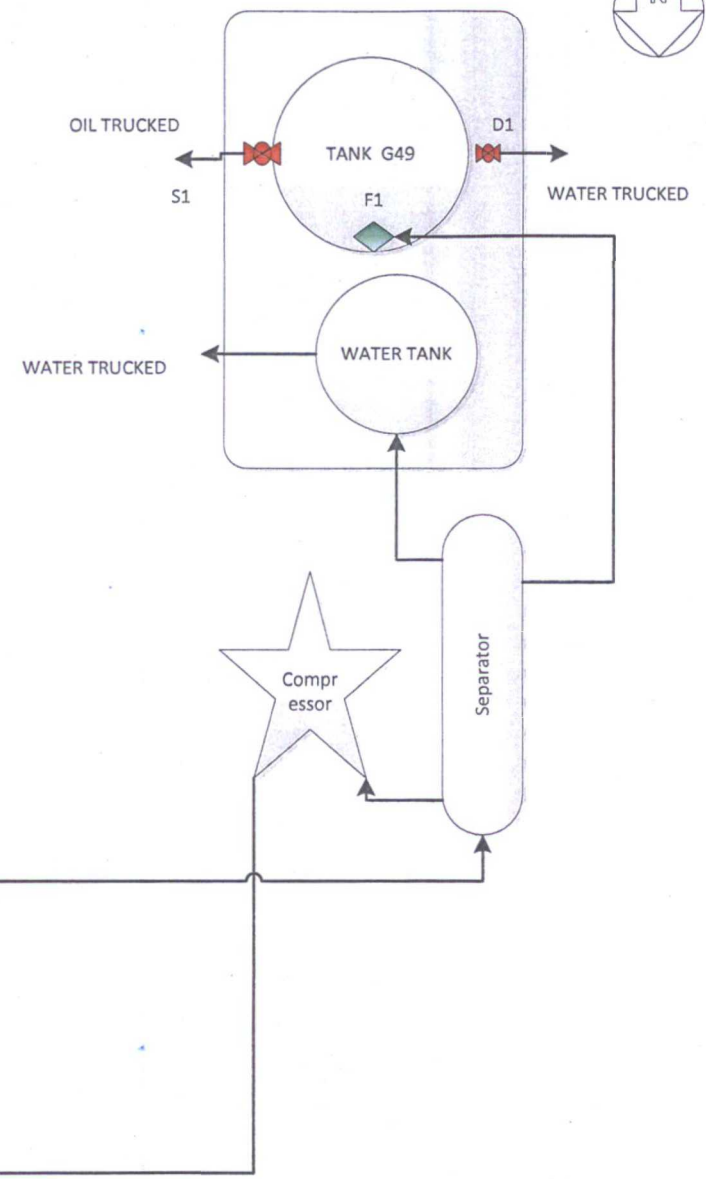 OIL TRUCKED
D1
TANK G49
S1
F1
WATER TRUCKED
WATER TANK
WATER TRUCKED
Separator
Compr
essor